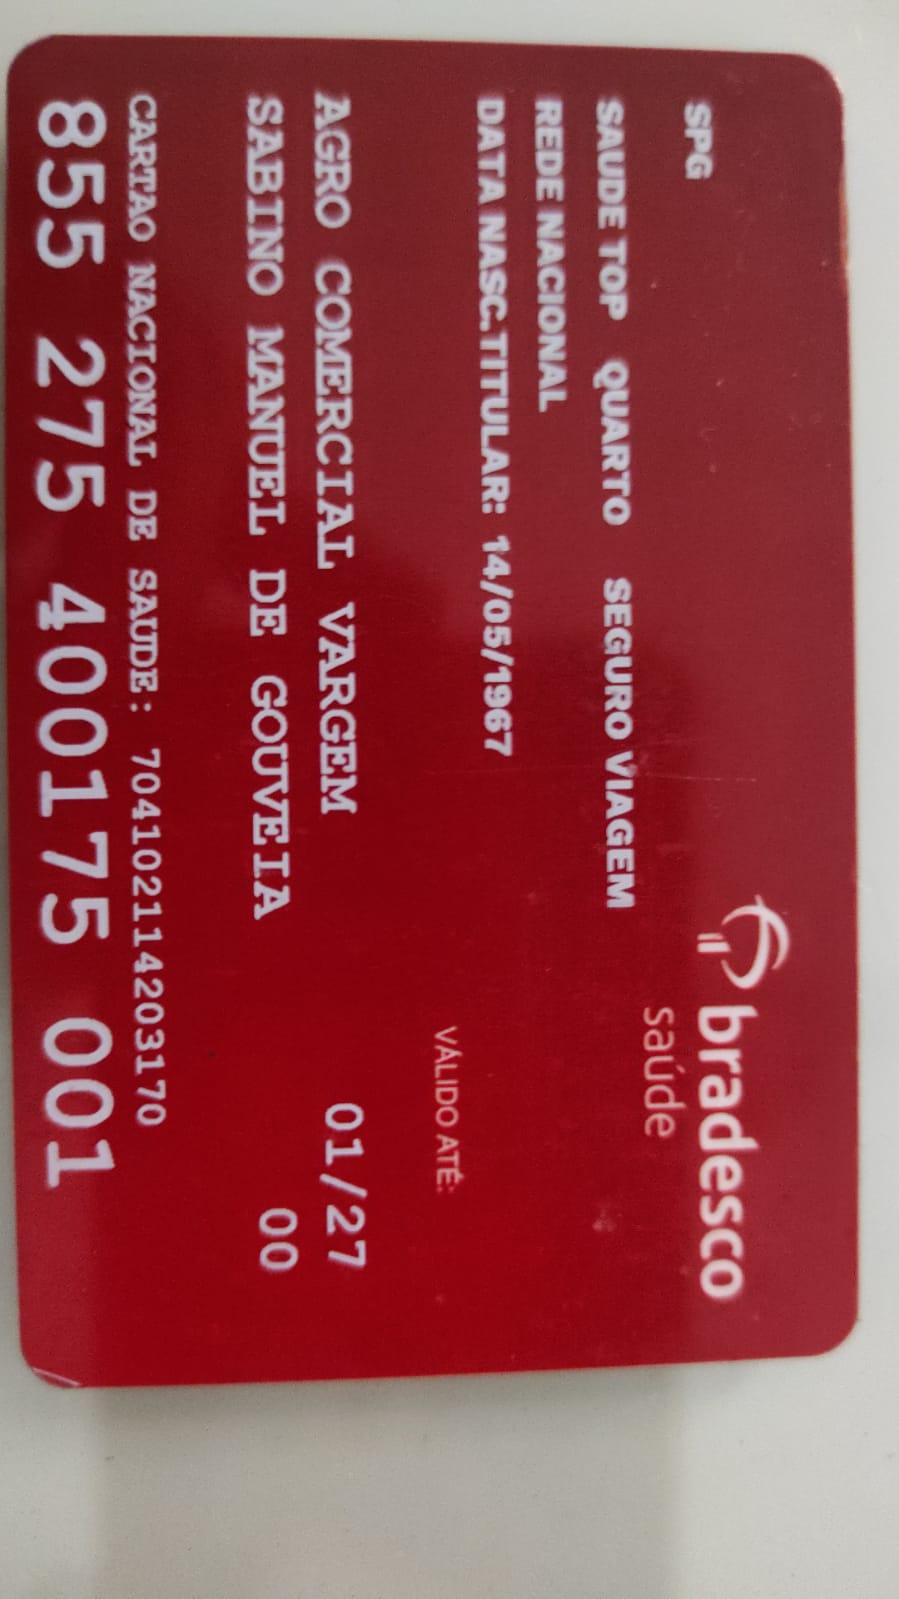 bradesco
saúde
SPG
SAUDE TOP QUARTO SEGURO VIAGEM
REDE NACIONAL
DATA NASC.TITULAR: 14/05/1967
VÁLIDO ATÉ:
AGRO COMERCIAL VARGEM 01/27
SABINO MANUEL DE GOUVEIA 00
CARTAO NACIONAL DE SAUDE: 704102114203170
855 275 400175 001